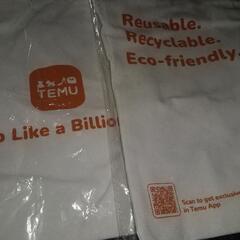 TEMU
o Like a Billio
Reusable.
Recyclable.
Eco-friendly.
Scan to get exclusive
in Temu App